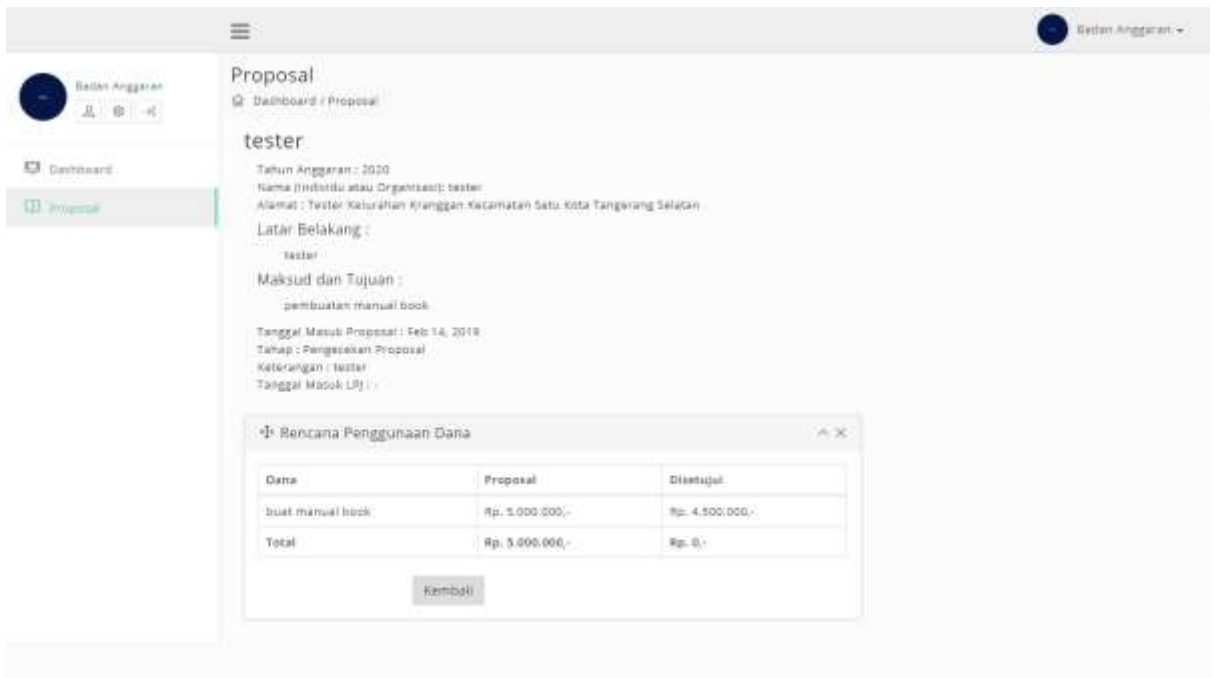 Badan Anggaran
Badan Anggaran
Dashboard
Proposal
Proposal
Dashboard / Proposal
tester
Tahun Anggaran : 2020
Nama (Individu atau Organisasi): tester
Alamat : Tester Kelurahan Kranggan Kecamatan Setu Kota Tangerang Selatan
Latar Belakang :
tester
Maksud dan Tujuan :
pembuatan manual book
Tanggal Masuk Proposal : Feb 14, 2019
Tahap : Pengecekan Proposal
Keterangan : tester
Tanggal Masuk LPJ : -
Rencana Penggunaan Dana
Dana Proposal Disetujui
buat manual book Rp. 5.000.000,- Rp. 4.500.000,-
Total Rp. 5.000.000,- Rp. 0,-
Kembali